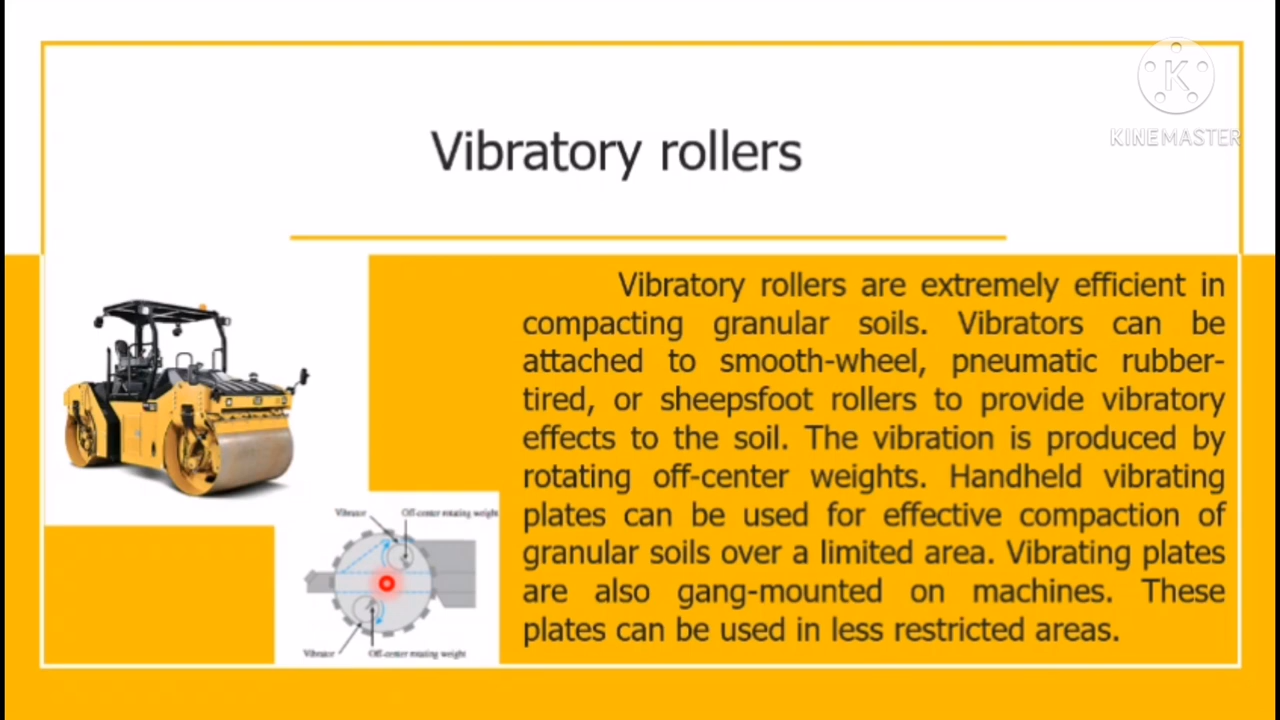 K
KINEMASTER
Vibratory rollers
Vibratory rollers are extremely efficient in
compacting granular soils. Vibrators can be
attached to smooth-wheel, pneumatic rubber-
tired, or sheepsfoot rollers to provide vibratory
effects to the soil. The vibration is produced by
rotating off-center weights. Handheld vibrating
plates can be used for effective compaction of
granular soils over a limited area. Vibrating plates
are also gang-mounted on machines. These
plates can be used in less restricted areas.
Vibrator
Off-center rotating weight
Vibrator
Off-center rotating weight